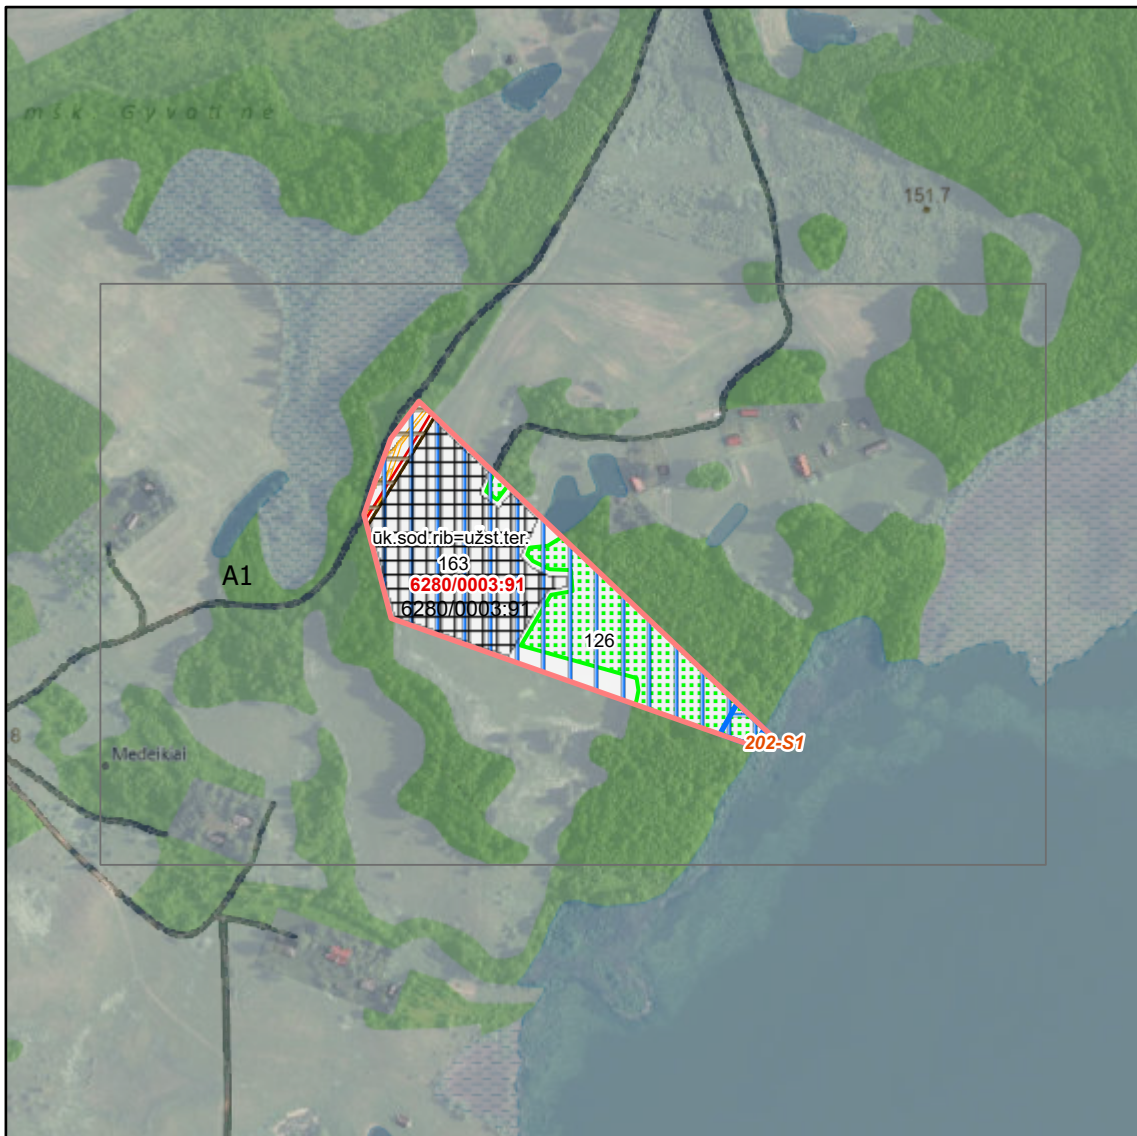 mšk Gyvatinė
151.7
ūk.sod.rib=užst.ter.
163
6280/0003:91
6280/0003:91
A1
126
202-S1
8
Medeikiai